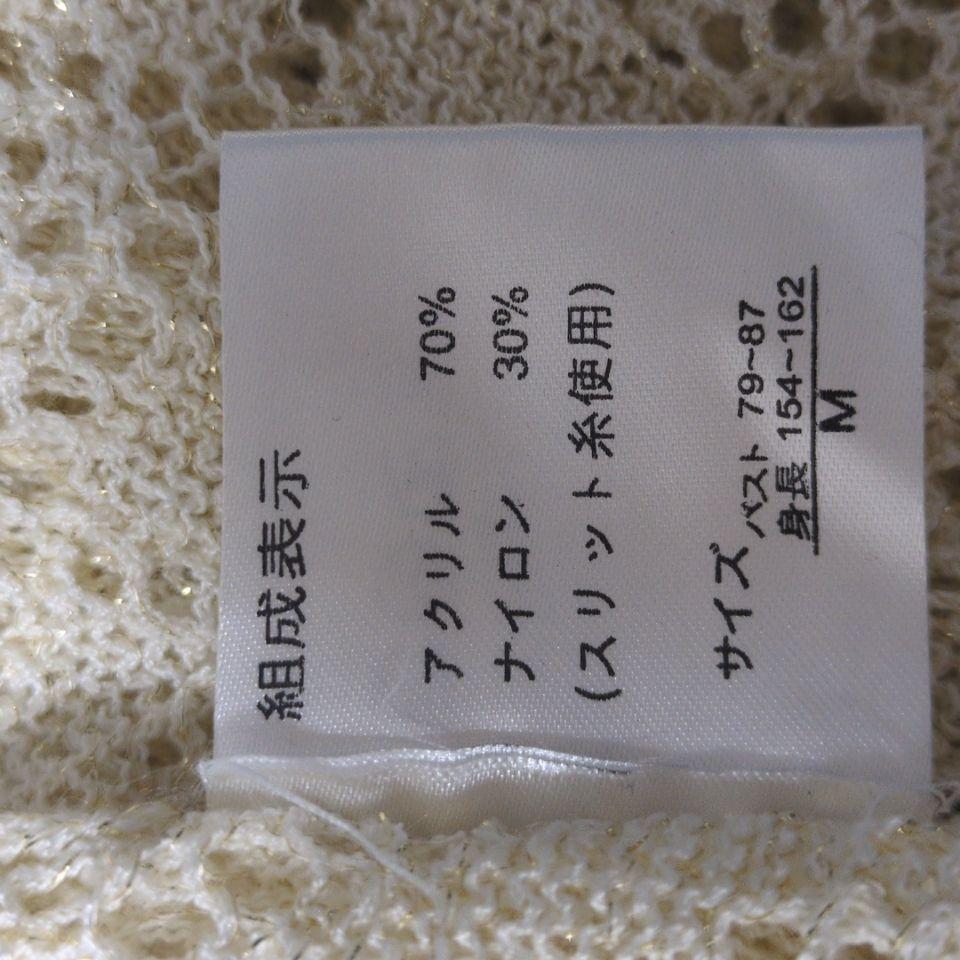 組成表示
アクリル 70%
ナイロン 30%
(スリット糸使用)
サイズ
バスト 79~87
身長 154~162
M